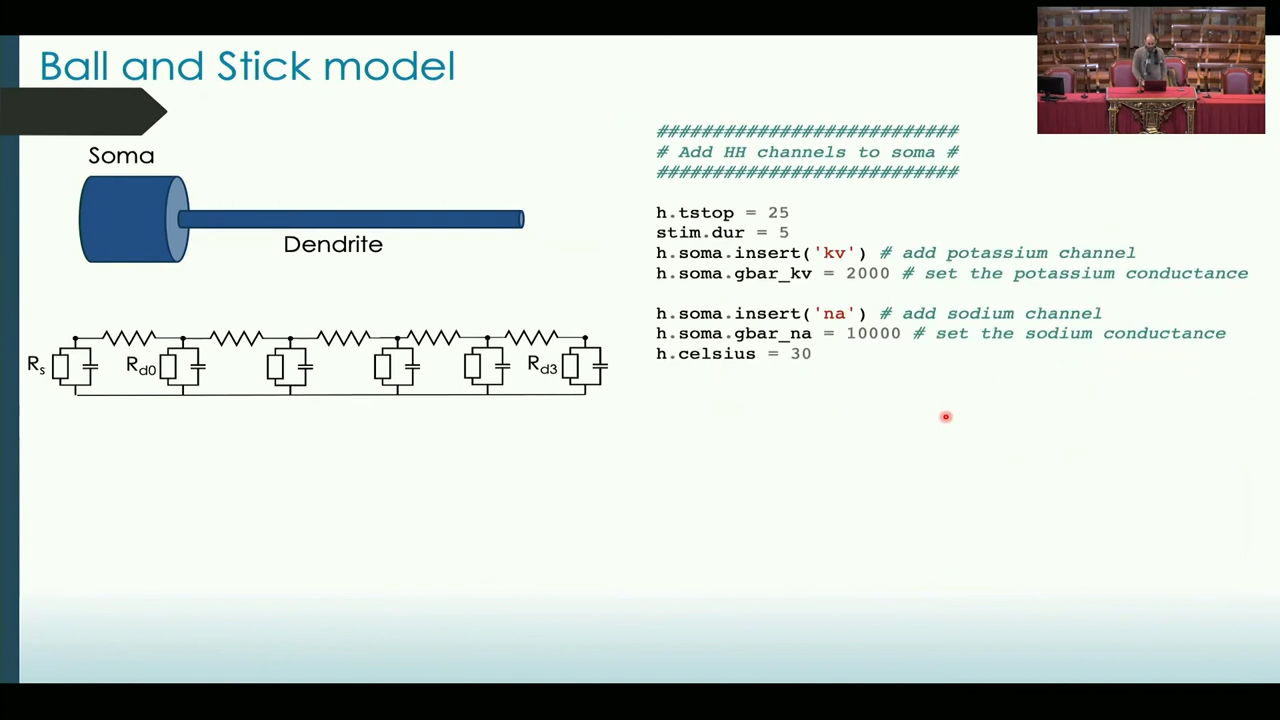 Ball and Stick model
Soma
Dendrite
Rs
Rd0
Rd3
###########################
# Add HH channels to soma #
###########################
h.tstop = 25
stim.dur = 5
h.soma.insert('kv') # add potassium channel
h.soma.gbar_kv = 2000 # set the potassium conductance
h.soma.insert('na') # add sodium channel
h.soma.gbar_na = 10000 # set the sodium conductance
h.celsius = 30